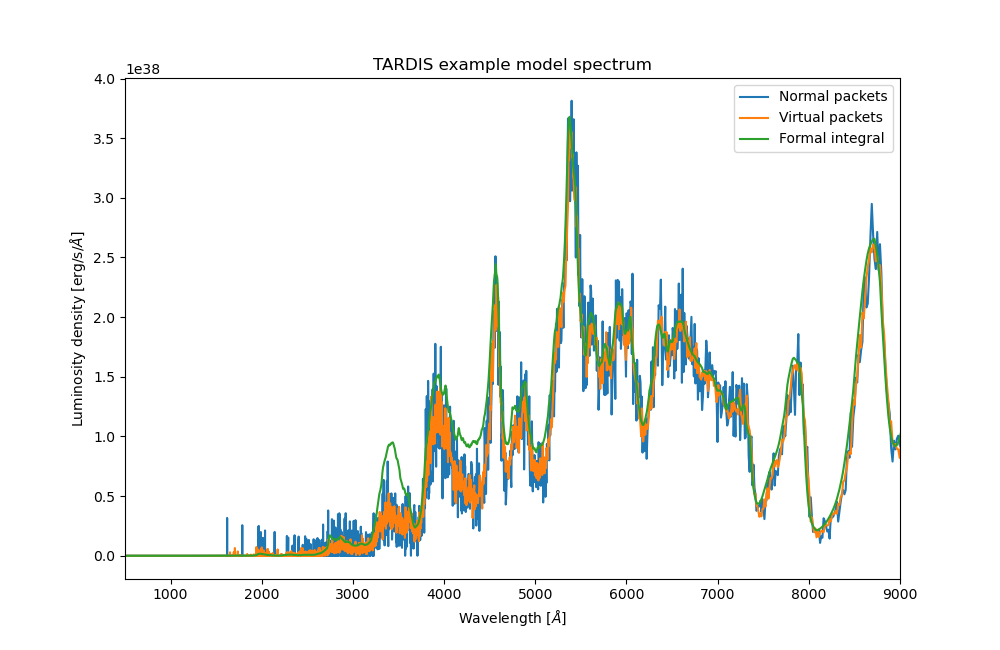 TARDIS example model spectrum
1e38
4.0
3.5
3.0
2.5
2.0
1.5
1.0
0.5
0.0
Luminosity density [erg/s/Å]
Normal packets
Virtual packets
Formal integral
1000 2000 3000 4000 5000 6000 7000 8000 9000
Wavelength [Å]